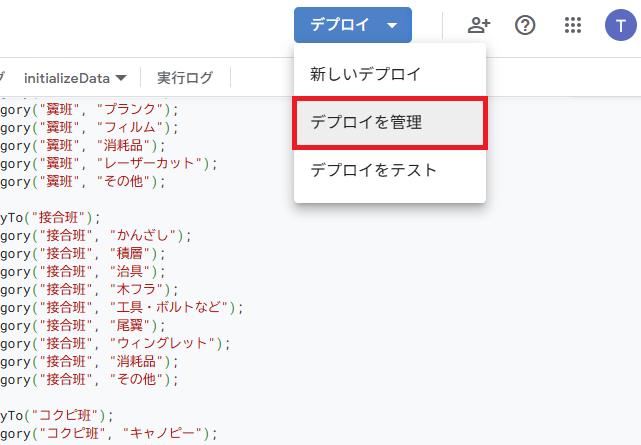 デプロイ
T
新しいデプロイ
デプロイを管理
デプロイをテスト
グ initializeData 実行ログ
gory("翼班", "プランク");
gory("翼班", "フィルム");
gory("翼班", "消耗品");
gory("翼班", "レーザーカット");
gory("翼班", "その他");
yTo("接合班");
gory("接合班", "かんざし");
gory("接合班", "積層");
gory("接合班", "治具");
gory("接合班", "木フラ");
gory("接合班", "工具・ボルトなど");
gory("接合班", "尾翼");
gory("接合班", "ウィングレット");
gory("接合班", "消耗品");
gory("接合班", "その他");
yTo("コクピ班");
gory("コクピ班", "キャノピー");